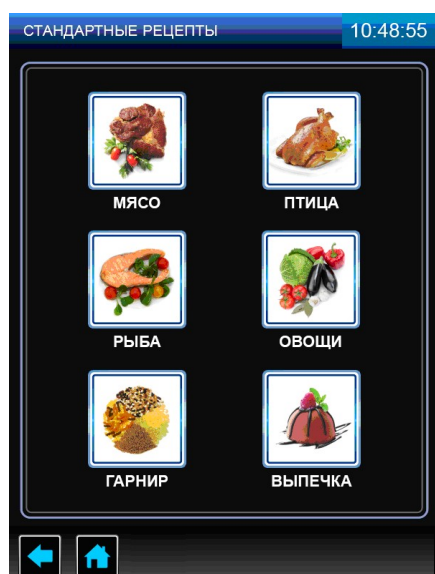 СТАНДАРТНЫЕ РЕЦЕПТЫ 10:48:55
МЯСО ПТИЦА
РЫБА ОВОЩИ
ГАРНИР ВЫПЕЧКА